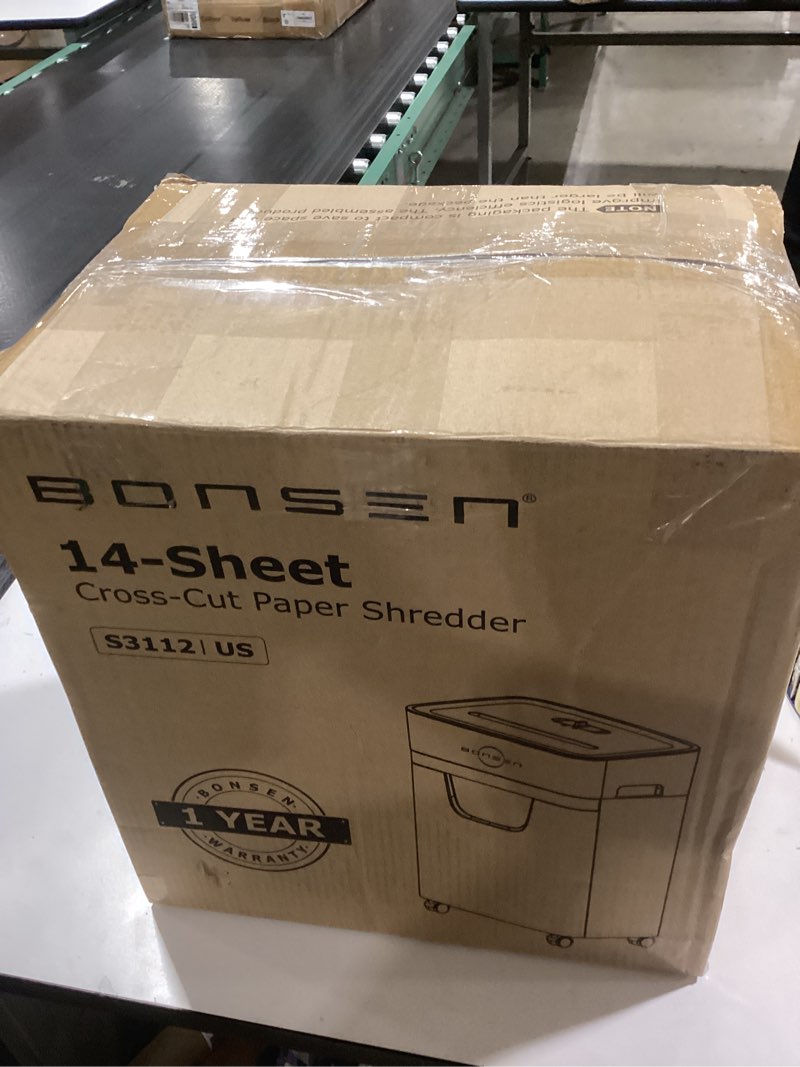 NOTE The packaging is compact to save space,
improve logistics efficiency. The assembled produ
will be larger than the package.
BONSEN®
14-Sheet
Cross-Cut Paper Shredder
S3112 | US
BONSEN
BONSEN
1 YEAR
WARRANTY